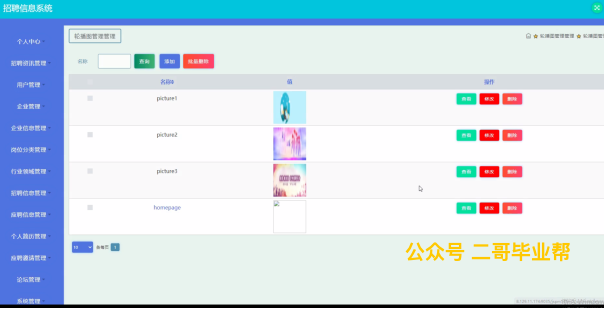 招聘信息系统
个人中心
招聘资讯管理
用户管理
企业管理
企业信息管理
岗位分类管理
行业领域管理
招聘信息管理
应聘信息管理
个人简历管理
应聘邀请管理
论坛管理
系统管理
轮播图管理管理
轮播图管理管理
名称
查询
添加
批量删除
名称
值
操作
picture1
查看
修改
删除
picture2
查看
修改
删除
picture3
查看
修改
删除
homepage
查看
修改
删除
10
条每页
1
公众号 二哥毕业帮